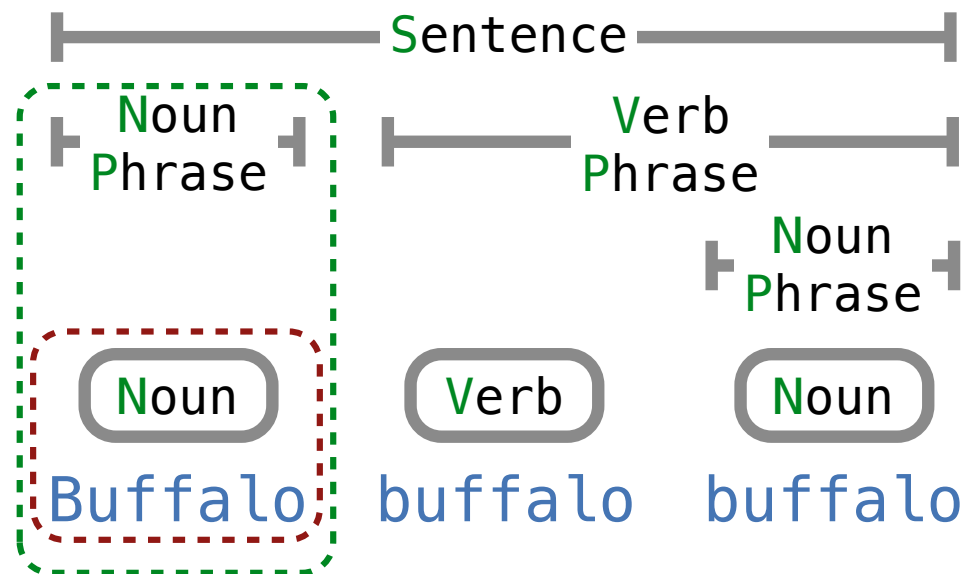 Sentence
Noun Phrase
Verb Phrase
Noun Phrase
Noun Verb Noun
Buffalo buffalo buffalo